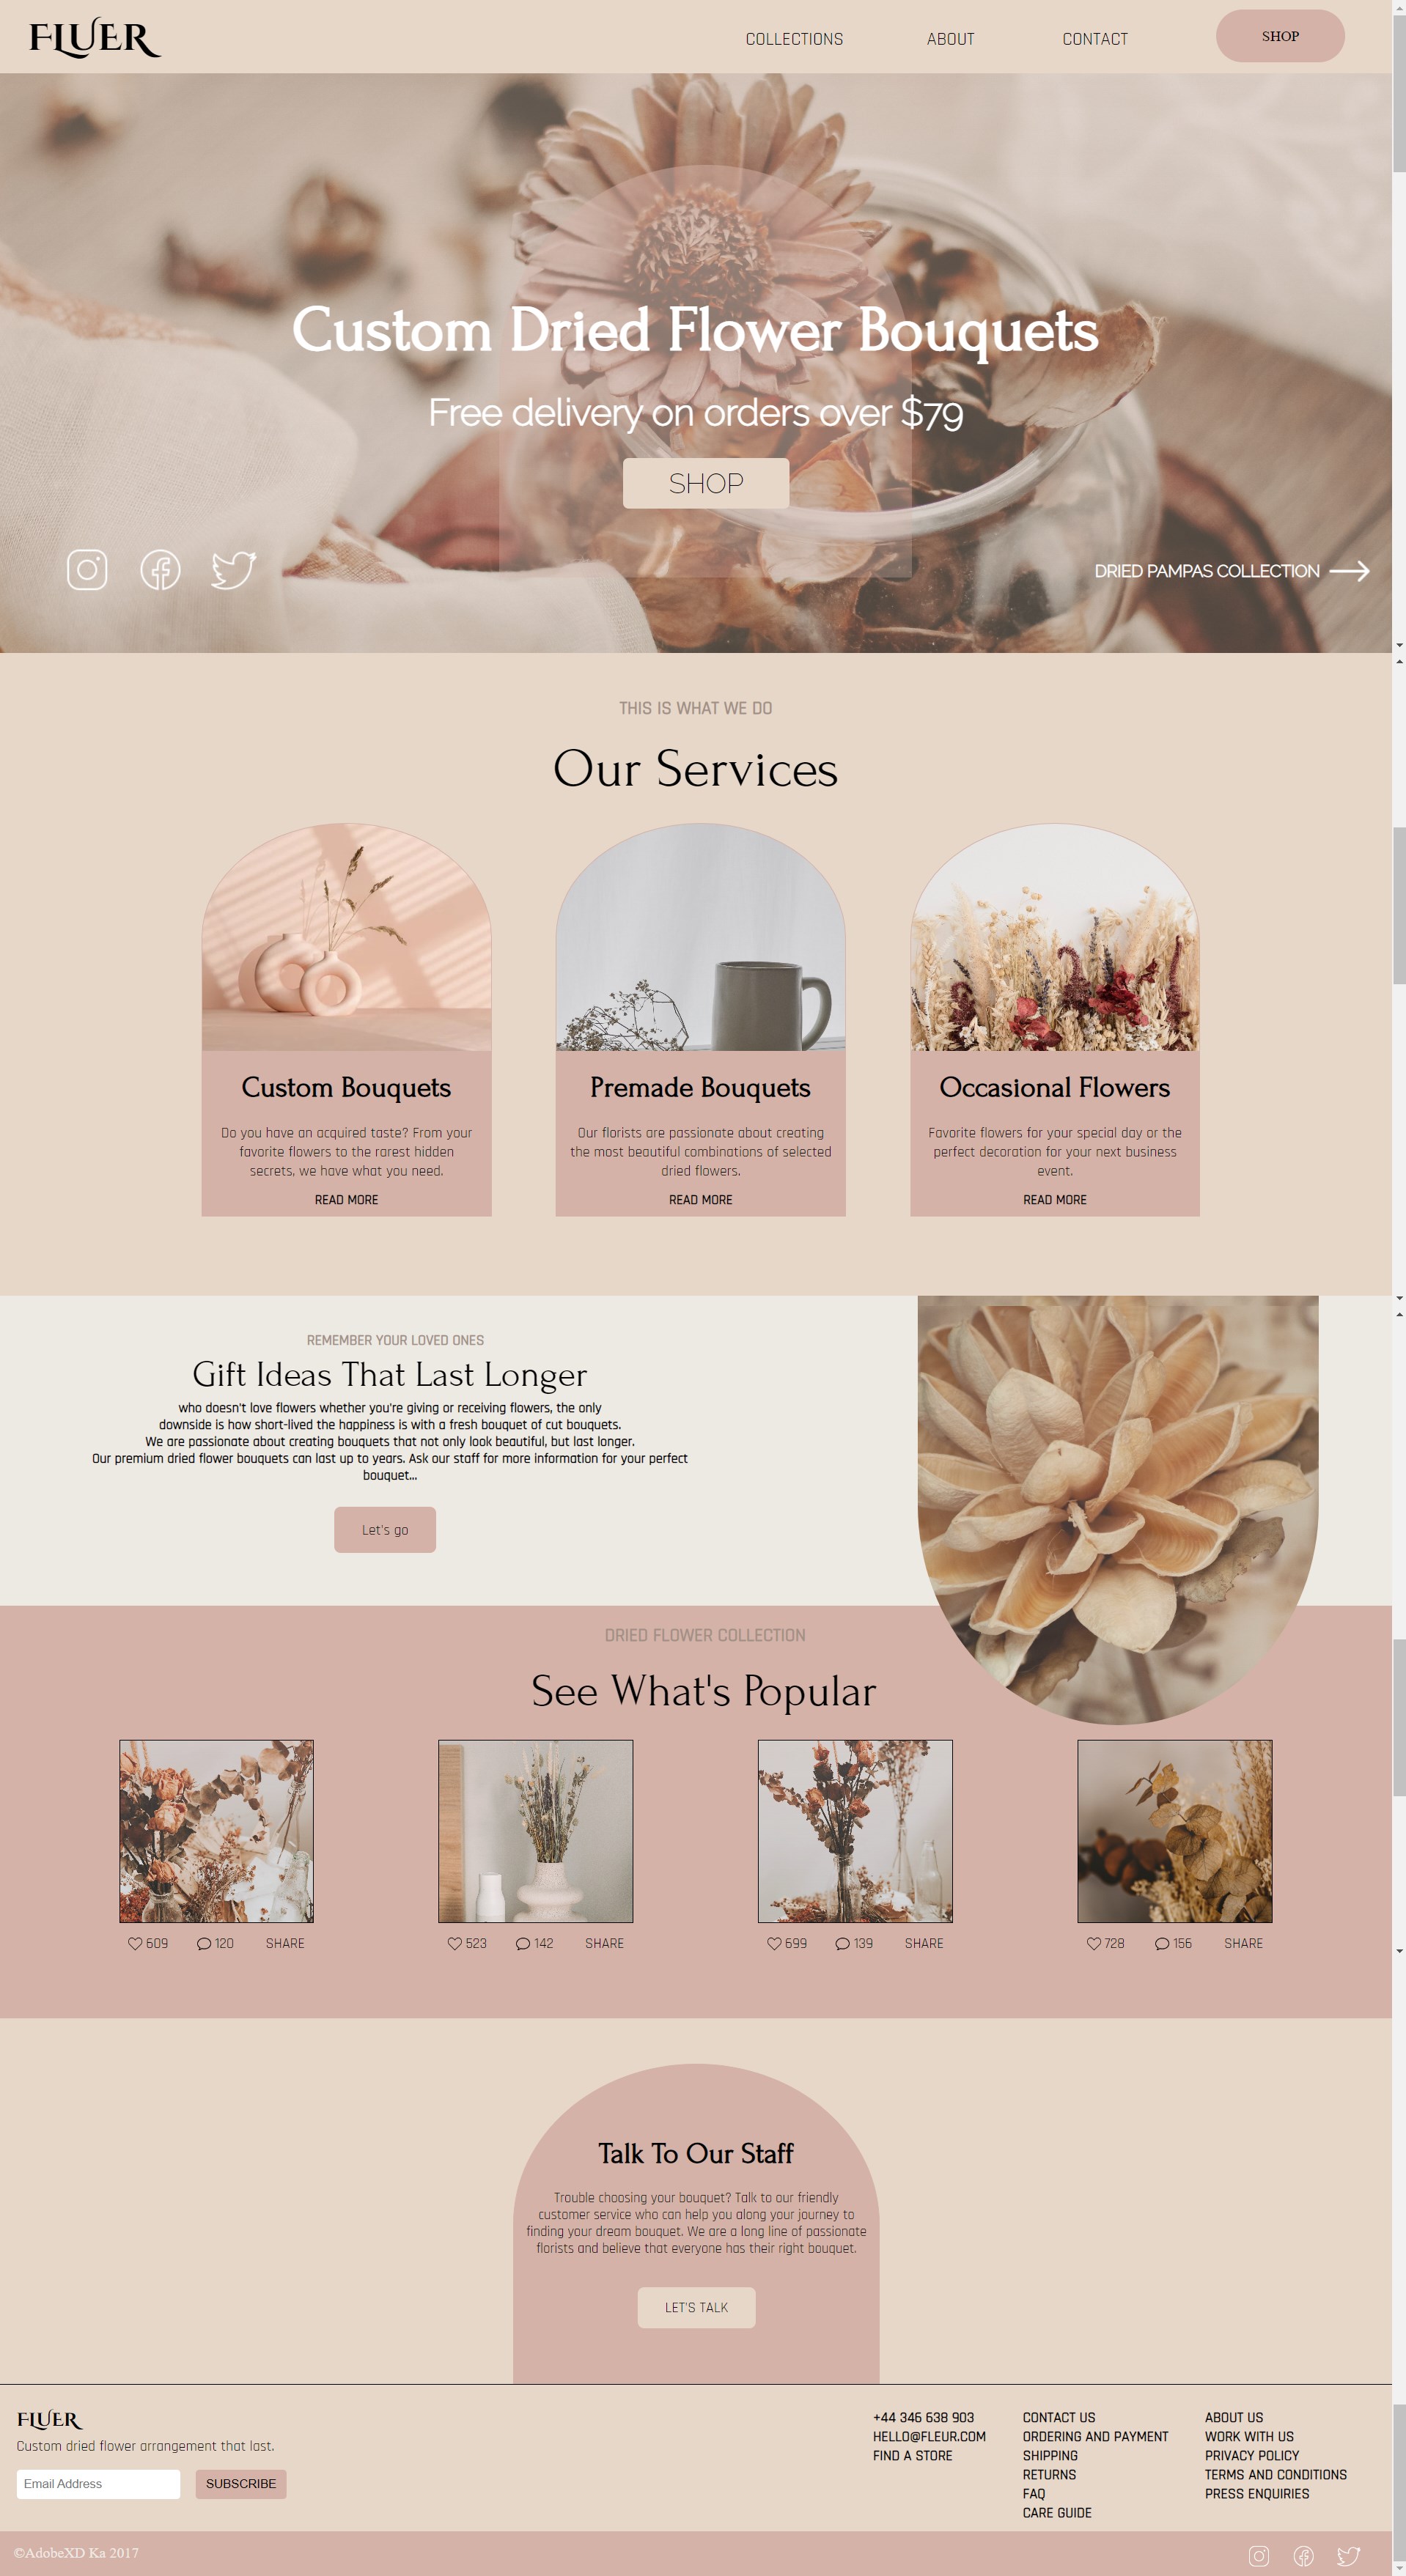 FLUER
COLLECTIONS
ABOUT
CONTACT
SHOP
Custom Dried Flower Bouquets
Free delivery on orders over $79
SHOP
DRIED PAMPAS COLLECTION
THIS IS WHAT WE DO
Our Services
Custom Bouquets
Do you have an acquired taste? From your
favorite flowers to the rarest hidden
secrets, we have what you need.
READ MORE
Premade Bouquets
Our florists are passionate about creating
the most beautiful combinations of selected
dried flowers.
READ MORE
Occasional Flowers
Favorite flowers for your special day or the
perfect decoration for your next business
event.
READ MORE
REMEMBER YOUR LOVED ONES
Gift Ideas That Last Longer
who doesn't love flowers whether you're giving or receiving flowers, the only
downside is how short-lived the happiness is with a fresh bouquet of cut bouquets.
We are passionate about creating bouquets that not only look beautiful, but last longer.
Our premium dried flower bouquets can last up to years. Ask our staff for more information for your perfect
bouquet...
Let's go
DRIED FLOWER COLLECTION
See What's Popular
609 120 SHARE
523 142 SHARE
699 139 SHARE
728 156 SHARE
Talk To Our Staff
Trouble choosing your bouquet? Talk to our friendly
customer service who can help you along your journey to
finding your dream bouquet. We are a long line of passionate
florists and believe that everyone has their right bouquet.
LET'S TALK
FLUER
Custom dried flower arrangement that last.
Email Address
SUBSCRIBE
+44 346 638 903
HELLO@FLEUR.COM
FIND A STORE
CONTACT US
ORDERING AND PAYMENT
SHIPPING
RETURNS
FAQ
CARE GUIDE
ABOUT US
WORK WITH US
PRIVACY POLICY
TERMS AND CONDITIONS
PRESS ENQUIRIES
©AdobeXD Ka 2017